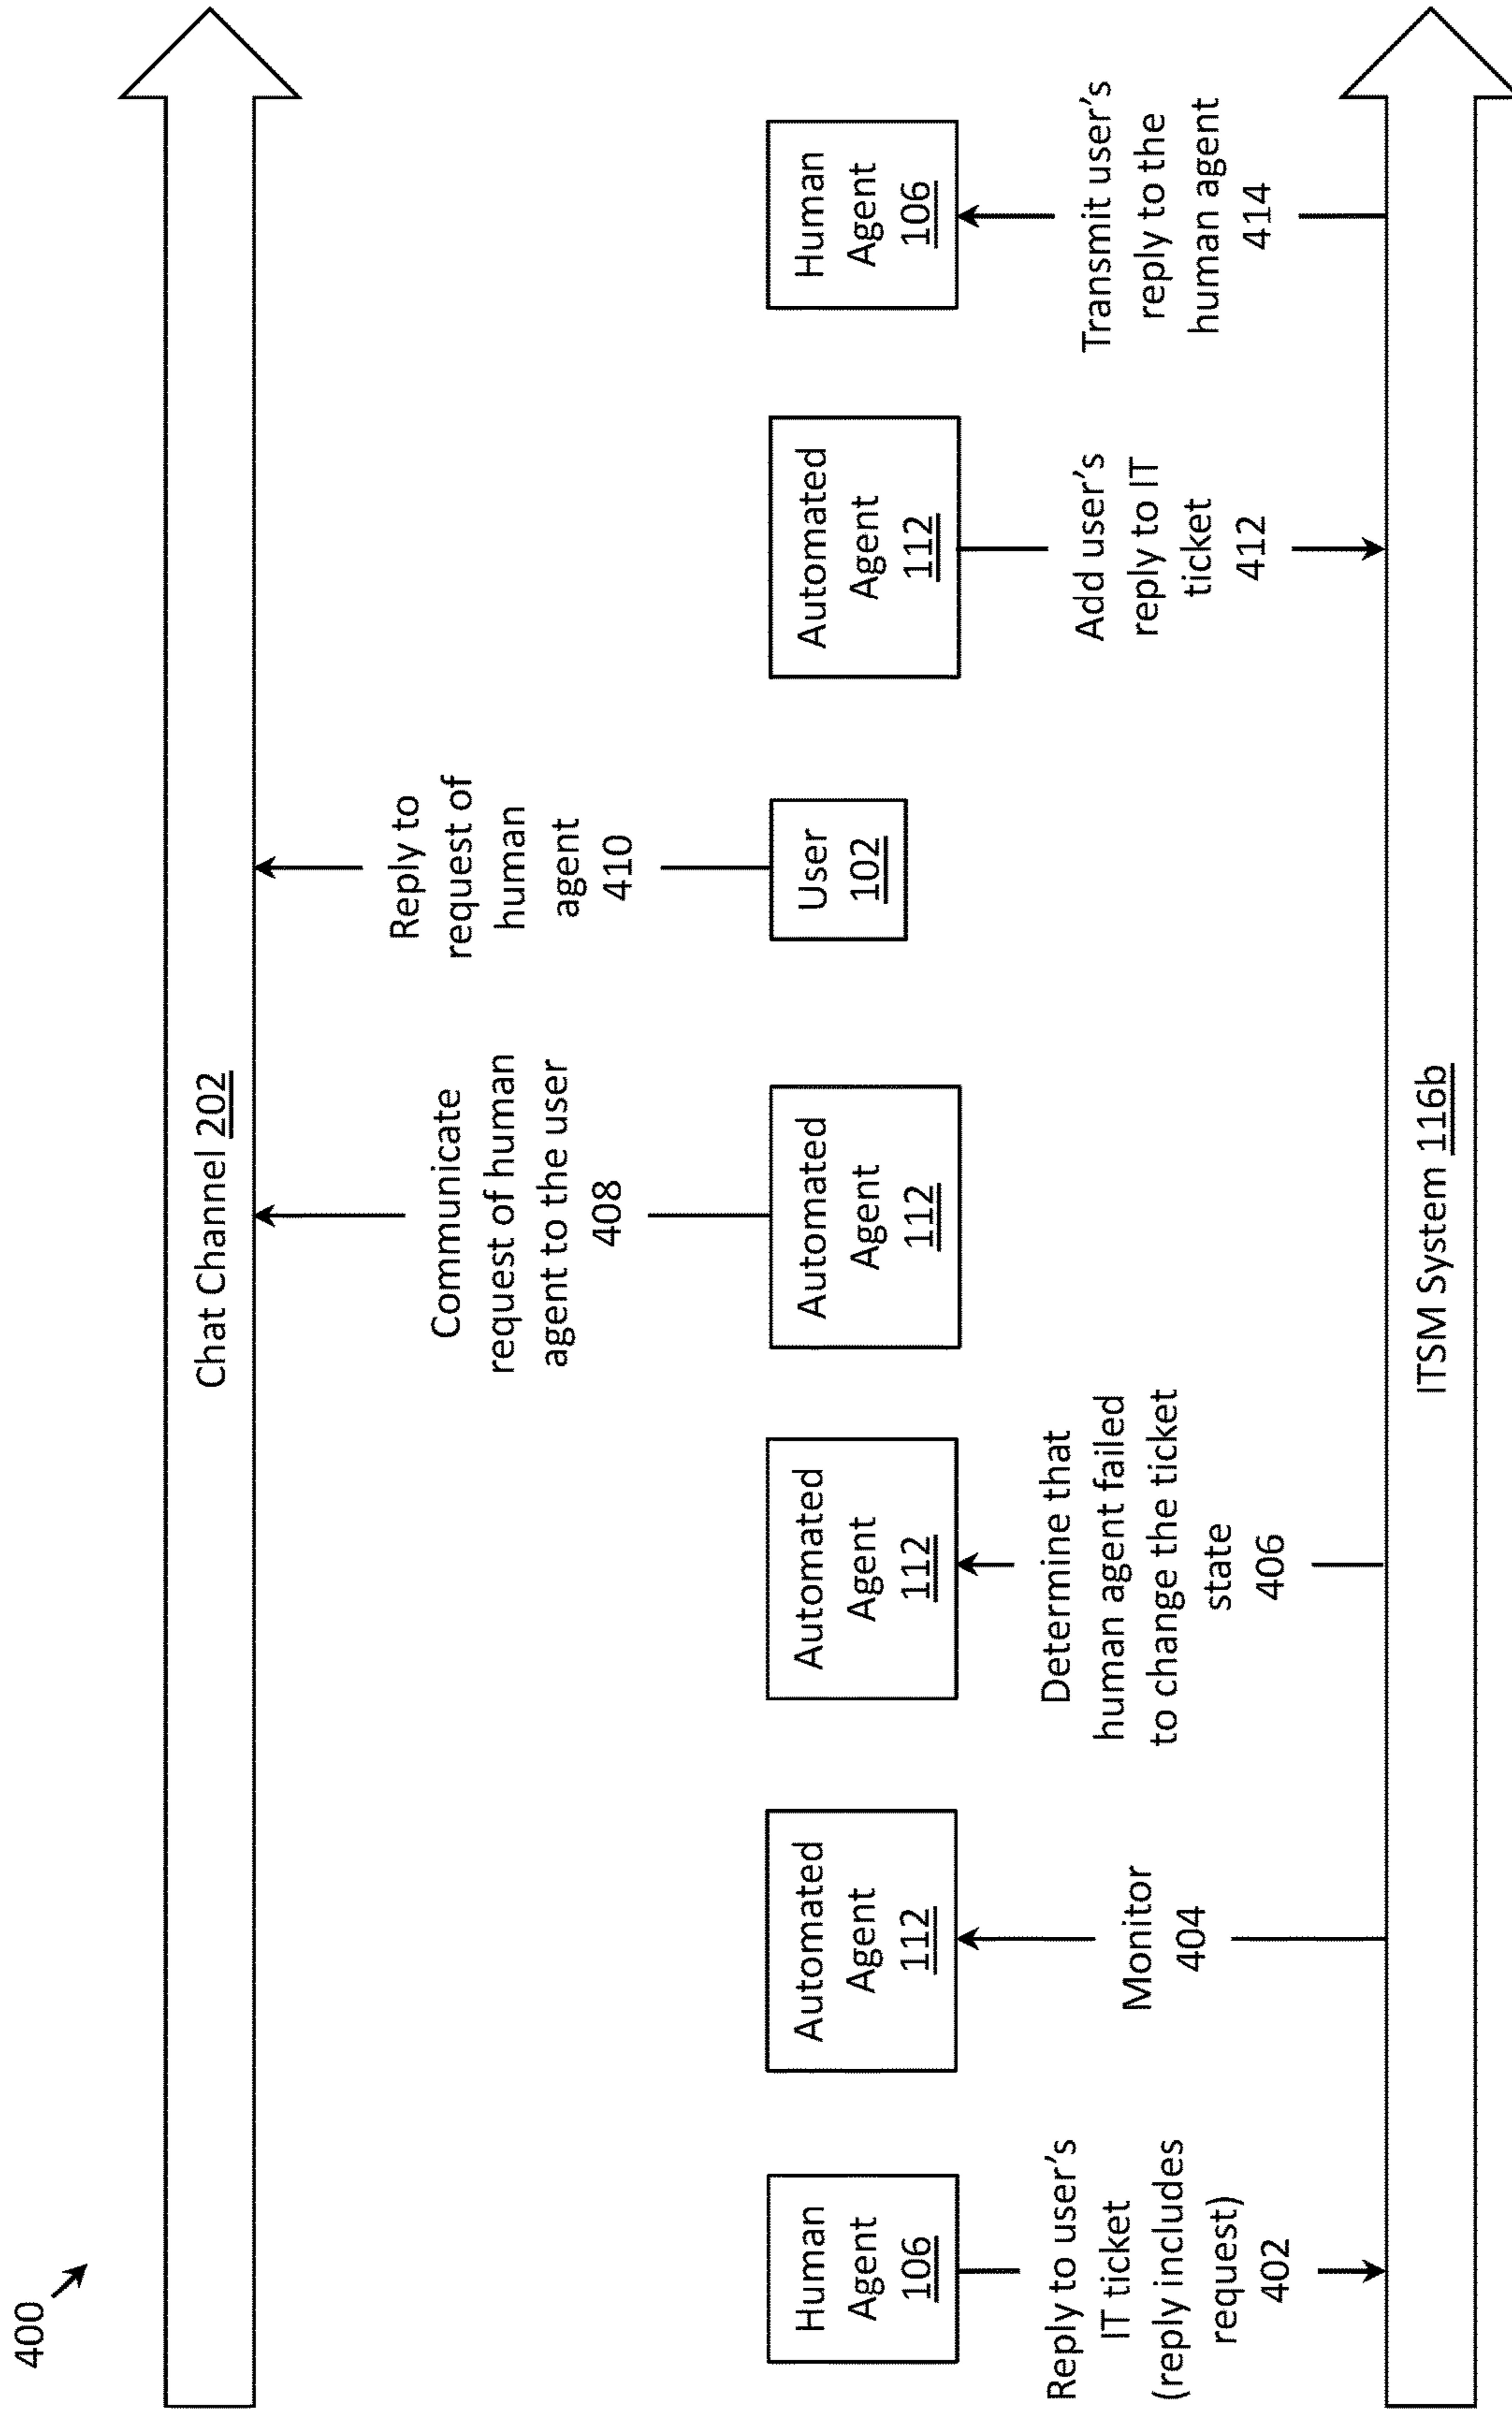 400
Chat Channel 202
Communicate
request of human
agent to the user
408
Reply to
request of
human
agent
410
Human
Agent
106
Automated
Agent
112
Automated
Agent
112
Automated
Agent
112
User
102
Automated
Agent
112
Human
Agent
106
Reply to user's
IT ticket
(reply includes
request)
402
Monitor
404
Determine that
human agent failed
to change the ticket
state
406
Add user's
reply to IT
ticket
412
Transmit user's
reply to the
human agent
414
ITSM System 116b